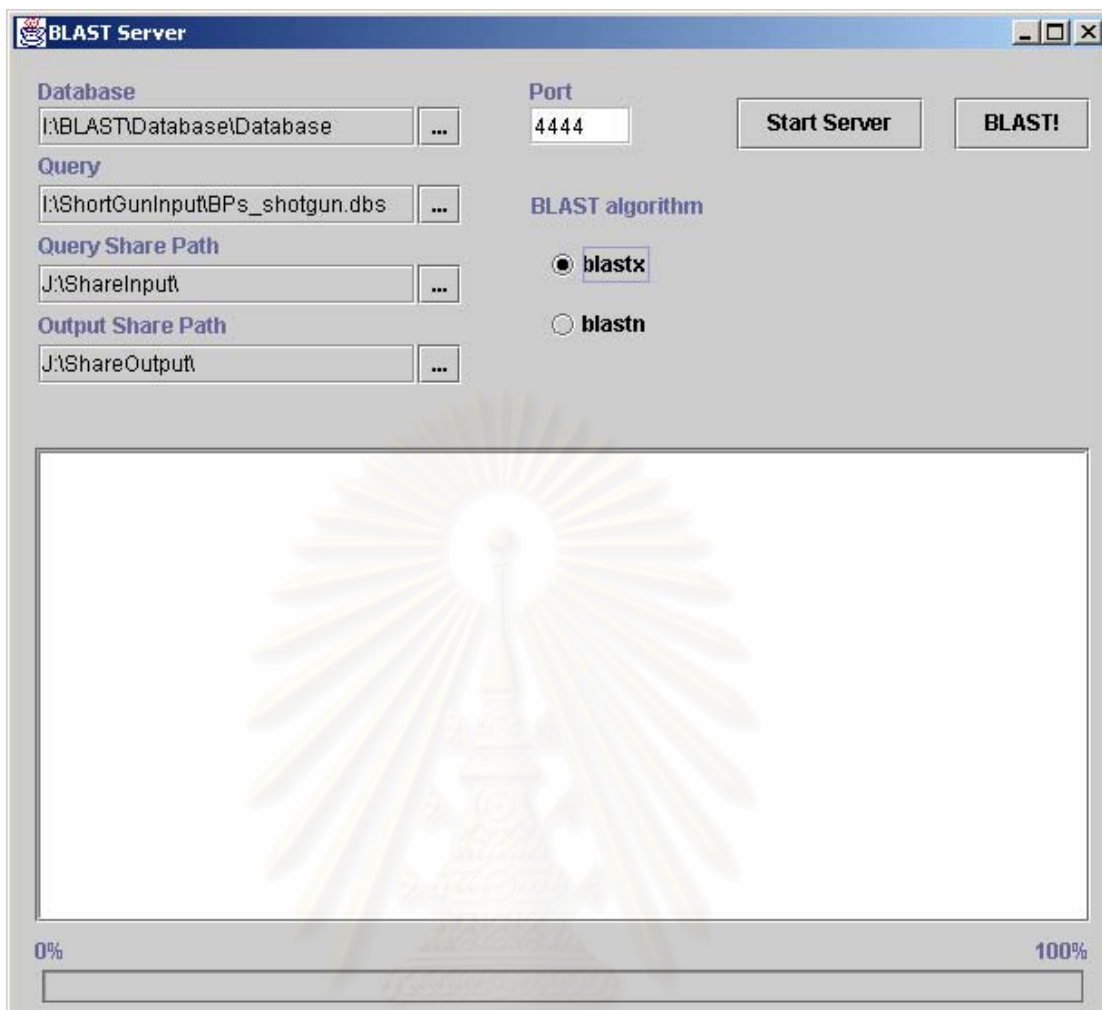 BLAST Server
Database
I:\BLAST\Database\Database
...
Query
I:\ShortGunInput\BPs_shotgun.dbs
...
Query Share Path
J:\ShareInput\
...
Output Share Path
J:\ShareOutput\
...
Port
4444
Start Server
BLAST!
BLAST algorithm
blastx
blastn
0%
100%